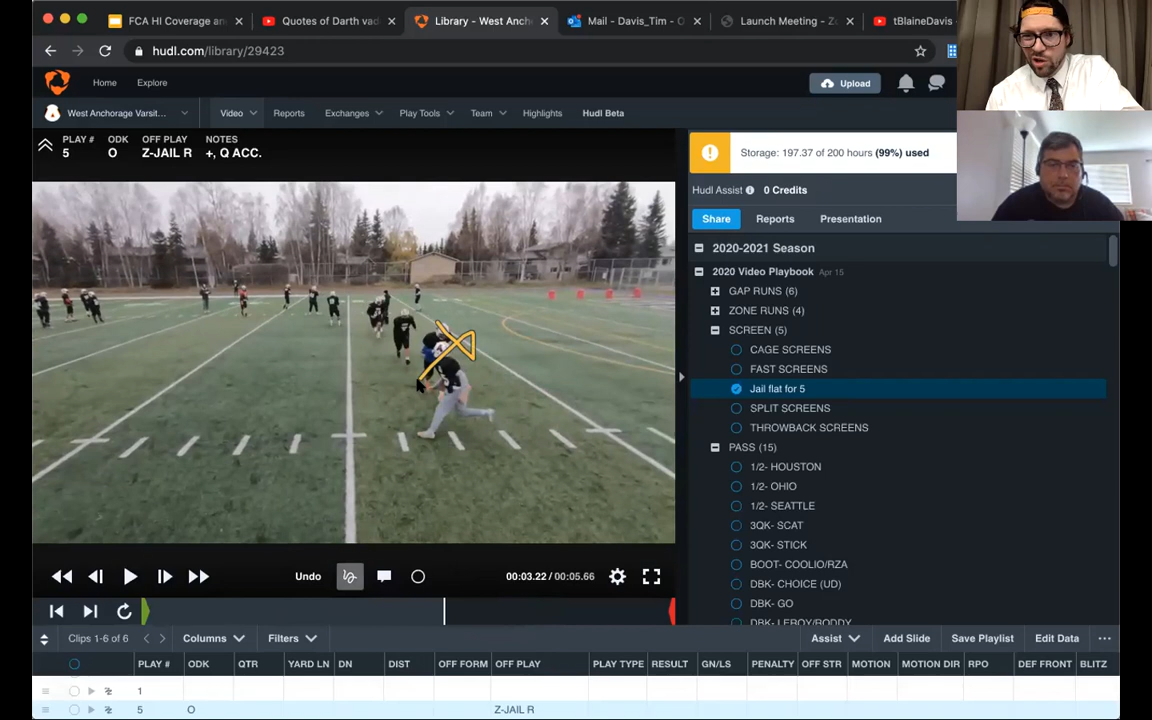 FCA HI Coverage an
Quotes of Darth vad
Library - West Anch
Mail - Davis_Tim - O
Launch Meeting - Z
tBlaineDavis
hudl.com/library/29423
Home
Explore
Upload
West Anchorage Varsit...
Video
Reports
Exchanges
Play Tools
Team
Highlights
Hudl Beta
PLAY # ODK OFF PLAY NOTES
5 O Z-JAIL R +, Q ACC.
Storage: 197.37 of 200 hours (99%) used
Hudl Assist 0 Credits
Share
Reports
Presentation
2020-2021 Season
2020 Video Playbook Apr 15
GAP RUNS (6)
ZONE RUNS (4)
SCREEN (5)
CAGE SCREENS
FAST SCREENS
Jail flat for 5
SPLIT SCREENS
THROWBACK SCREENS
PASS (15)
1/2- HOUSTON
1/2- OHIO
1/2- SEATTLE
3QK- SCAT
3QK- STICK
BOOT- COOLIO/RZA
DBK- CHOICE (UD)
DBK- GO
DBK- LEROY/RODDY
Undo
00:03.22 / 00:05.66
Clips 1-6 of 6
Columns
Filters
Assist
Add Slide
Save Playlist
Edit Data
PLAY # ODK QTR YARD LN DN DIST OFF FORM OFF PLAY PLAY TYPE RESULT GN/LS PENALTY OFF STR MOTION MOTION DIR RPO DEF FRONT BLITZ
1
5 O Z-JAIL R